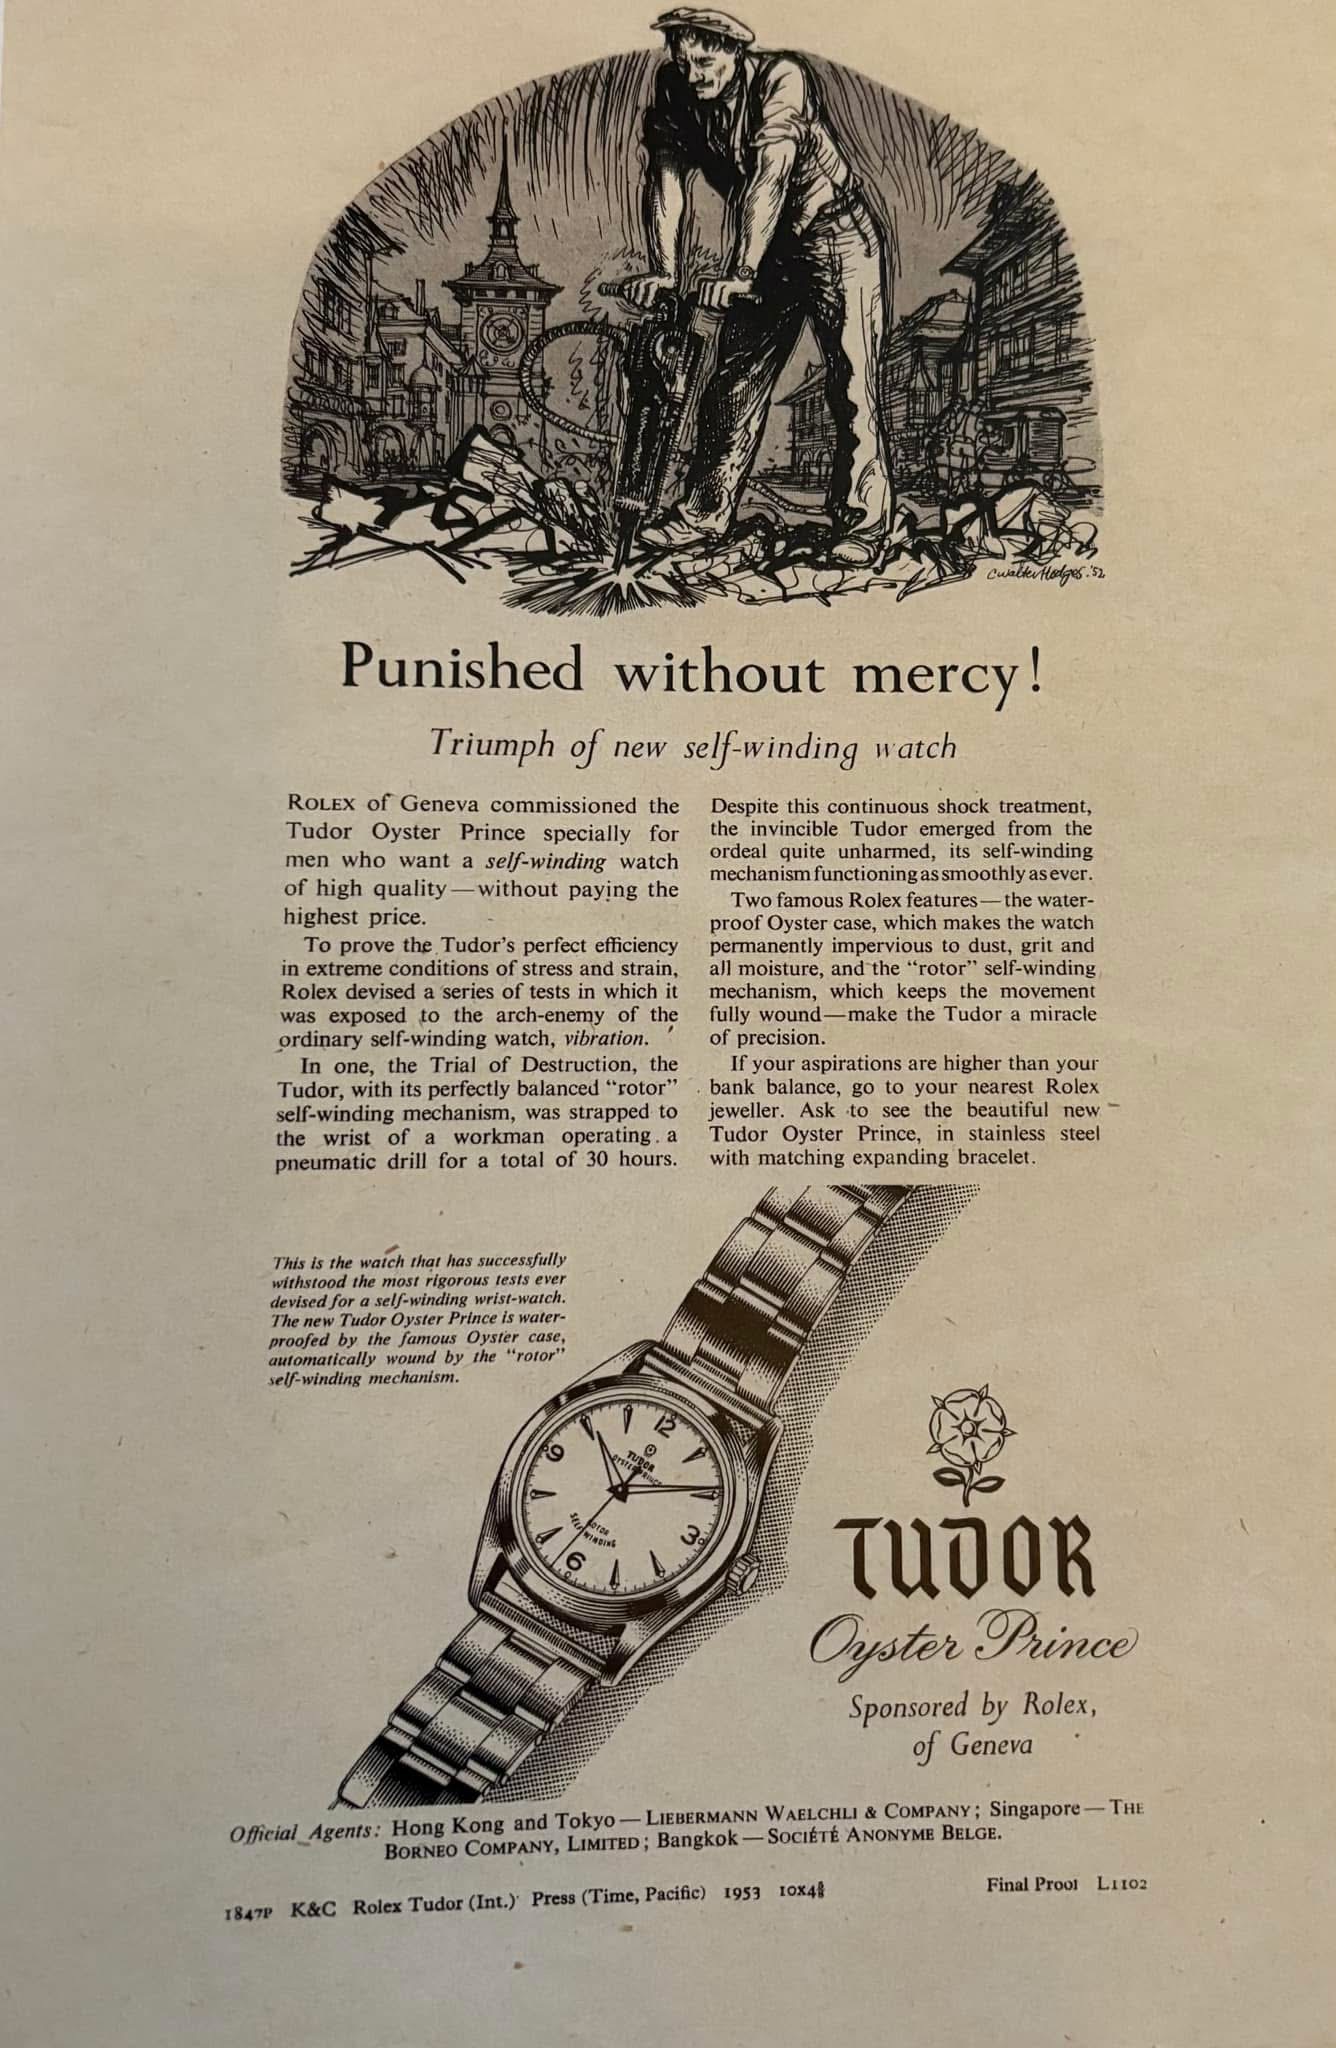 C Walter Hodges. '52.
Punished without mercy!
Triumph of new self-winding watch
ROLEX of Geneva commissioned the
Tudor Oyster Prince specially for
men who want a self-winding watch
of high quality—without paying the
highest price.
To prove the Tudor's perfect efficiency
in extreme conditions of stress and strain,
Rolex devised a series of tests in which it
was exposed to the arch-enemy of the
ordinary self-winding watch, vibration.
In one, the Trial of Destruction, the
Tudor, with its perfectly balanced "rotor"
self-winding mechanism, was strapped to
the wrist of a workman operating a
pneumatic drill for a total of 30 hours.
Despite this continuous shock treatment,
the invincible Tudor emerged from the
ordeal quite unharmed, its self-winding
mechanism functioning as smoothly as ever.
Two famous Rolex features—the water-
proof Oyster case, which makes the watch
permanently impervious to dust, grit and
all moisture, and the "rotor" self-winding
mechanism, which keeps the movement
fully wound—make the Tudor a miracle
of precision.
If your aspirations are higher than your
bank balance, go to your nearest Rolex
jeweller. Ask to see the beautiful new
Tudor Oyster Prince, in stainless steel
with matching expanding bracelet.
This is the watch that has successfully
withstood the most rigorous tests ever
devised for a self-winding wrist-watch.
The new Tudor Oyster Prince is water-
proofed by the famous Oyster case,
automatically wound by the "rotor"
self-winding mechanism.
12
9
TUDOR
OYSTER PRINCE
3
ROTOR
SELF WINDING
6
TUDOR
Oyster Prince
Sponsored by Rolex,
of Geneva
Official Agents: Hong Kong and Tokyo—LIEBERMANN WAELCHLI & COMPANY; Singapore—THE
BORNEO COMPANY, LIMITED; Bangkok—SOCIÉTÉ ANONYME BELGE.
1847P K&C Rolex Tudor (Int.) Press (Time, Pacific) 1953 10x4⅝
Final Proof L1102